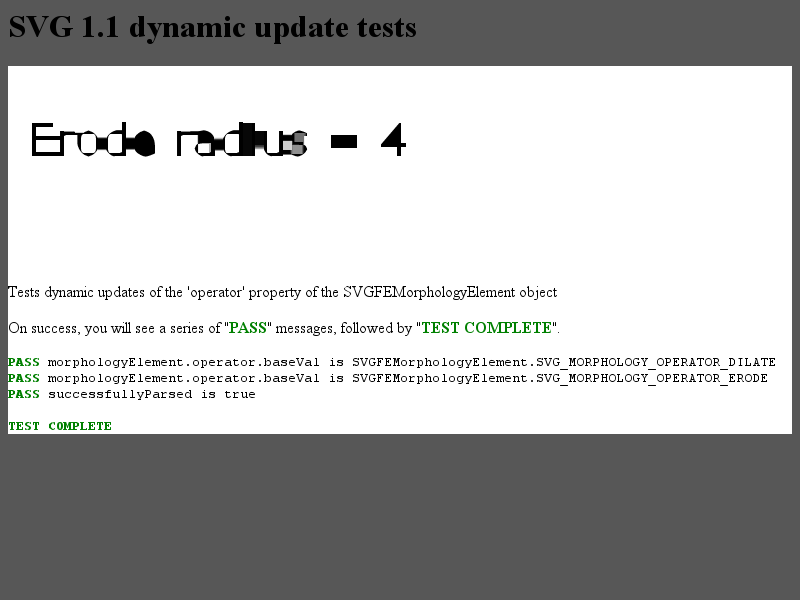 SVG 1.1 dynamic update tests
Erode radius = 4
Tests dynamic updates of the 'operator' property of the SVGFEMorphologyElement object
On success, you will see a series of "PASS" messages, followed by "TEST COMPLETE".
PASS morphologyElement.operator.baseVal is SVGFEMorphologyElement.SVG_MORPHOLOGY_OPERATOR_DILATE
PASS morphologyElement.operator.baseVal is SVGFEMorphologyElement.SVG_MORPHOLOGY_OPERATOR_ERODE
PASS successfullyParsed is true
TEST COMPLETE